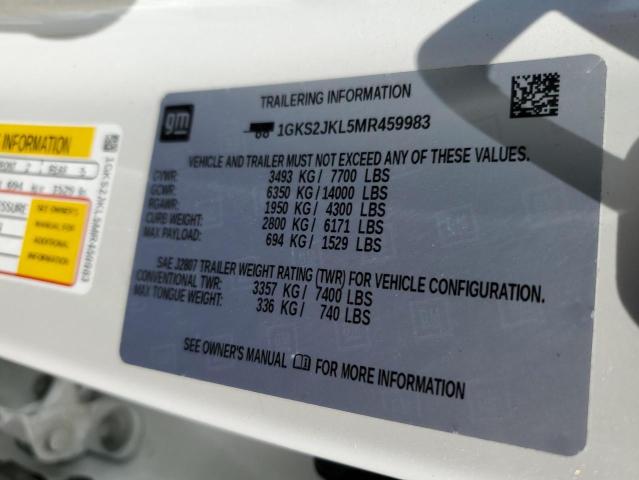 gm
TRAILERING INFORMATION
1GKS2JKL5MR459983
VEHICLE AND TRAILER MUST NOT EXCEED ANY OF THESE VALUES.
GVWR: 3493 KG/ 7700 LBS
GCWR: 6350 KG/14000 LBS
RGAWR: 1950 KG/ 4300 LBS
CURB WEIGHT: 2800 KG/ 6171 LBS
MAX PAYLOAD: 694 KG/ 1529 LBS
SAE J2807 TRAILER WEIGHT RATING (TWR) FOR VEHICLE CONFIGURATION.
CONVENTIONAL TWR: 3357 KG/ 7400 LBS
MAX TONGUE WEIGHT: 336 KG/ 740 LBS
SEE OWNER'S MANUAL FOR MORE INFORMATION
INFORMATION
2 REAR 5
1GKS2JKL5MR459983
SEE OWNER'S
MANUAL FOR
ADDITIONAL
INFORMATION